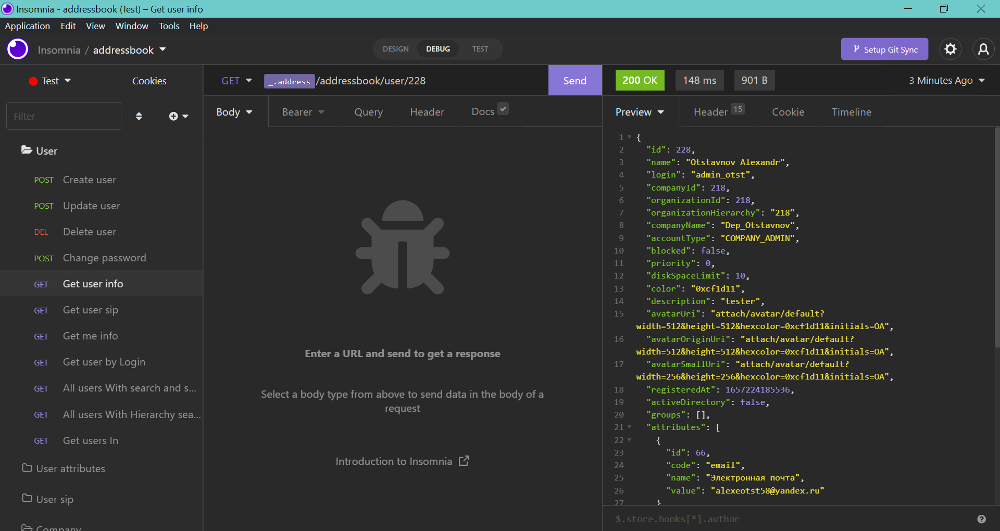 Insomnia - addressbook (Test) – Get user info
Application Edit View Window Tools Help
Insomnia / addressbook
DESIGN DEBUG TEST
Setup Git Sync
Test Cookies
GET _.address /addressbook/user/228 Send
200 OK 148 ms 901 B 3 Minutes Ago
Filter
Body Bearer Query Header Docs
Preview Header 15 Cookie Timeline
User
POST Create user
POST Update user
DEL Delete user
POST Change password
GET Get user info
GET Get user sip
GET Get me info
GET Get user by Login
GET All users With search and s...
GET All users With Hierarchy sea...
GET Get users In
User attributes
User sip
Company
Enter a URL and send to get a response
Select a body type from above to send data in the body of a
request
Introduction to Insomnia
1 {
2 "id": 228,
3 "name": "Otstavnov Alexandr",
4 "login": "admin_otst",
5 "companyId": 218,
6 "organizationId": 218,
7 "organizationHierarchy": "218",
8 "companyName": "Dep_Otstavnov",
9 "accountType": "COMPANY_ADMIN",
10 "blocked": false,
11 "priority": 0,
12 "diskSpaceLimit": 10,
13 "color": "0xcf1d11",
14 "description": "tester",
15 "avatarUri": "attach/avatar/default?
width=512&height=512&hexcolor=0xcf1d11&initials=OA",
16 "avatarOriginUri": "attach/avatar/default?
width=512&height=512&hexcolor=0xcf1d11&initials=OA",
17 "avatarSmallUri": "attach/avatar/default?
width=256&height=256&hexcolor=0xcf1d11&initials=OA",
18 "registeredAt": 1657224185536,
19 "activeDirectory": false,
20 "groups": [],
21 "attributes": [
22 {
23 "id": 66,
24 "code": "email",
25 "name": "Электронная почта",
26 "value": "alexeotst58@yandex.ru"
27 }
$.store.books[*].author